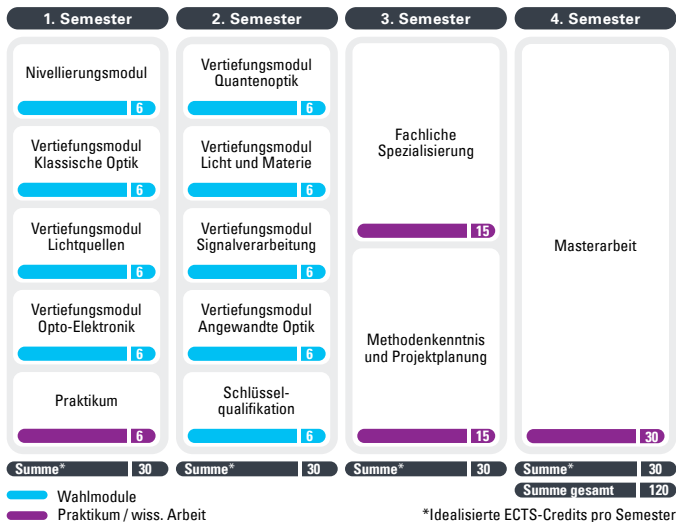 1. Semester
Nivellierungsmodul
6
Vertiefungsmodul
Klassische Optik
6
Vertiefungsmodul
Lichtquellen
6
Vertiefungsmodul
Opto-Elektronik
6
Praktikum
6
Summe* 30
2. Semester
Vertiefungsmodul
Quantenoptik
6
Vertiefungsmodul
Licht und Materie
6
Vertiefungsmodul
Signalverarbeitung
6
Vertiefungsmodul
Angewandte Optik
6
Schlüssel-
qualifikation
6
Summe* 30
3. Semester
Fachliche
Spezialisierung
15
Methodenkenntnis
und Projektplanung
15
Summe* 30
4. Semester
Masterarbeit
30
Summe* 30
Summe gesamt 120
Wahlmodule
Praktikum / wiss. Arbeit
*Idealisierte ECTS-Credits pro Semester